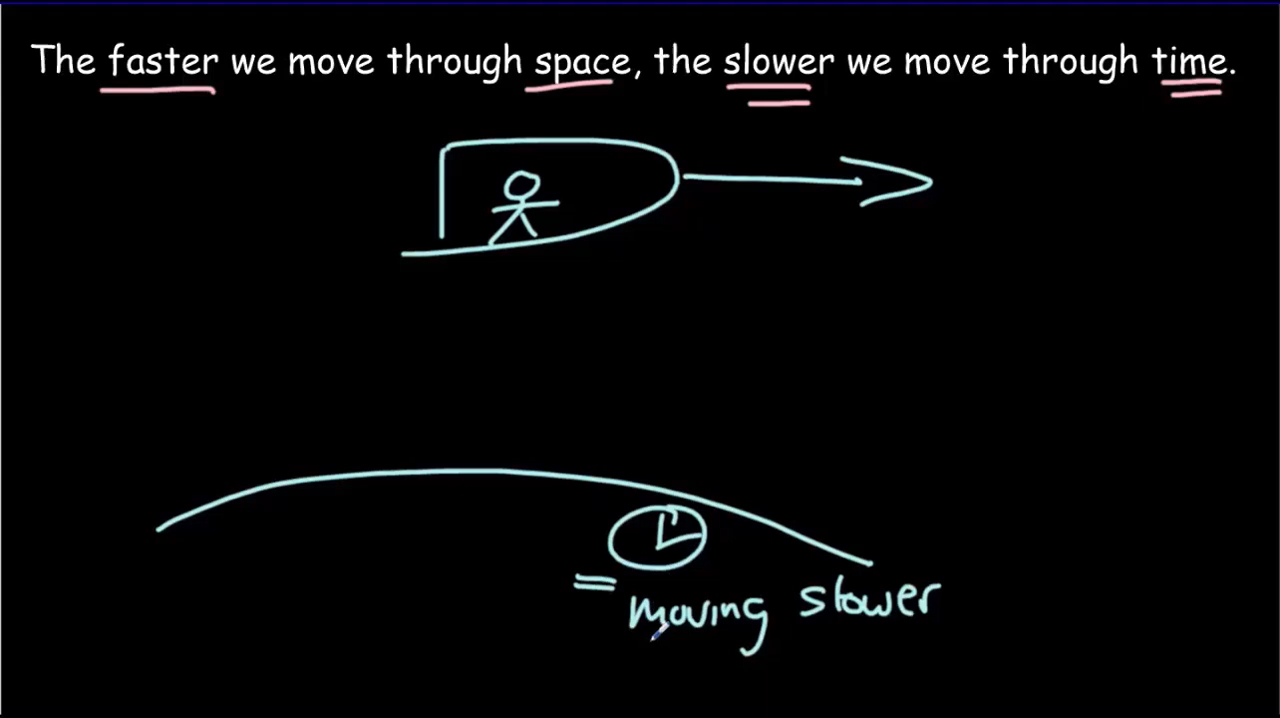 The faster we move through space, the slower we move through time.
= moving slower